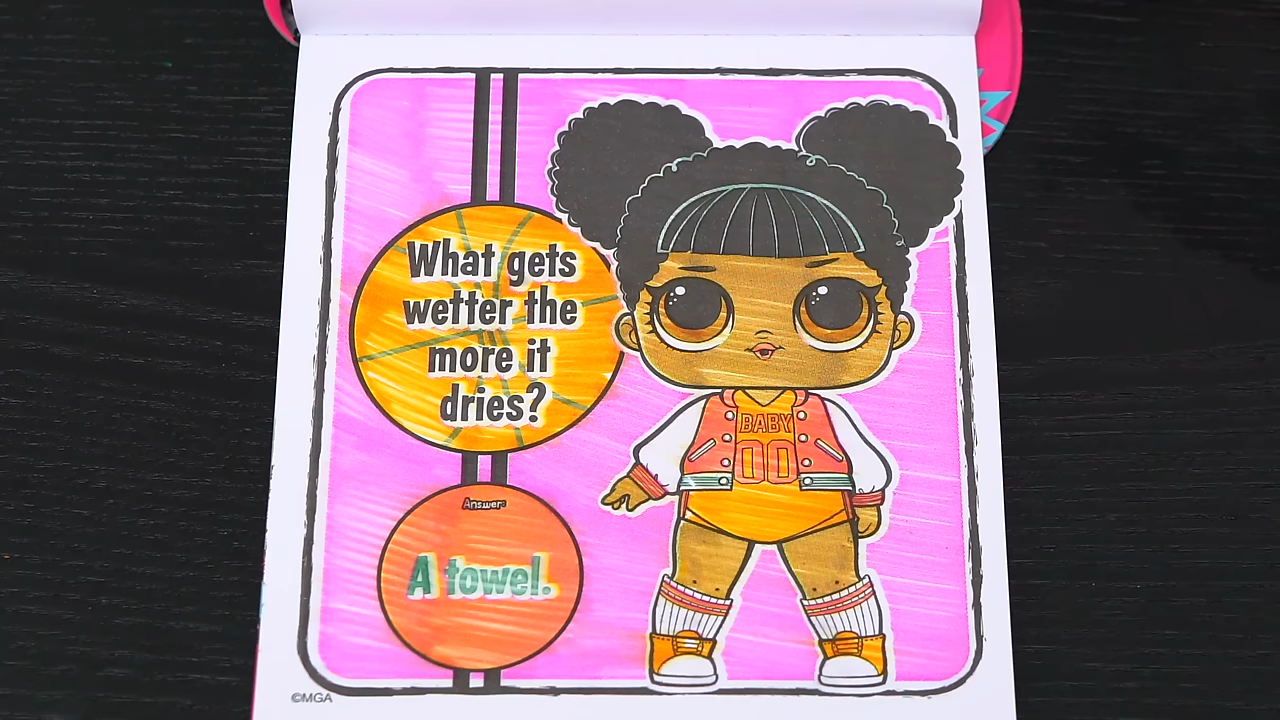 What gets
wetter the
more it
dries?
Answer:
A towel.
BABY
00
©MGA